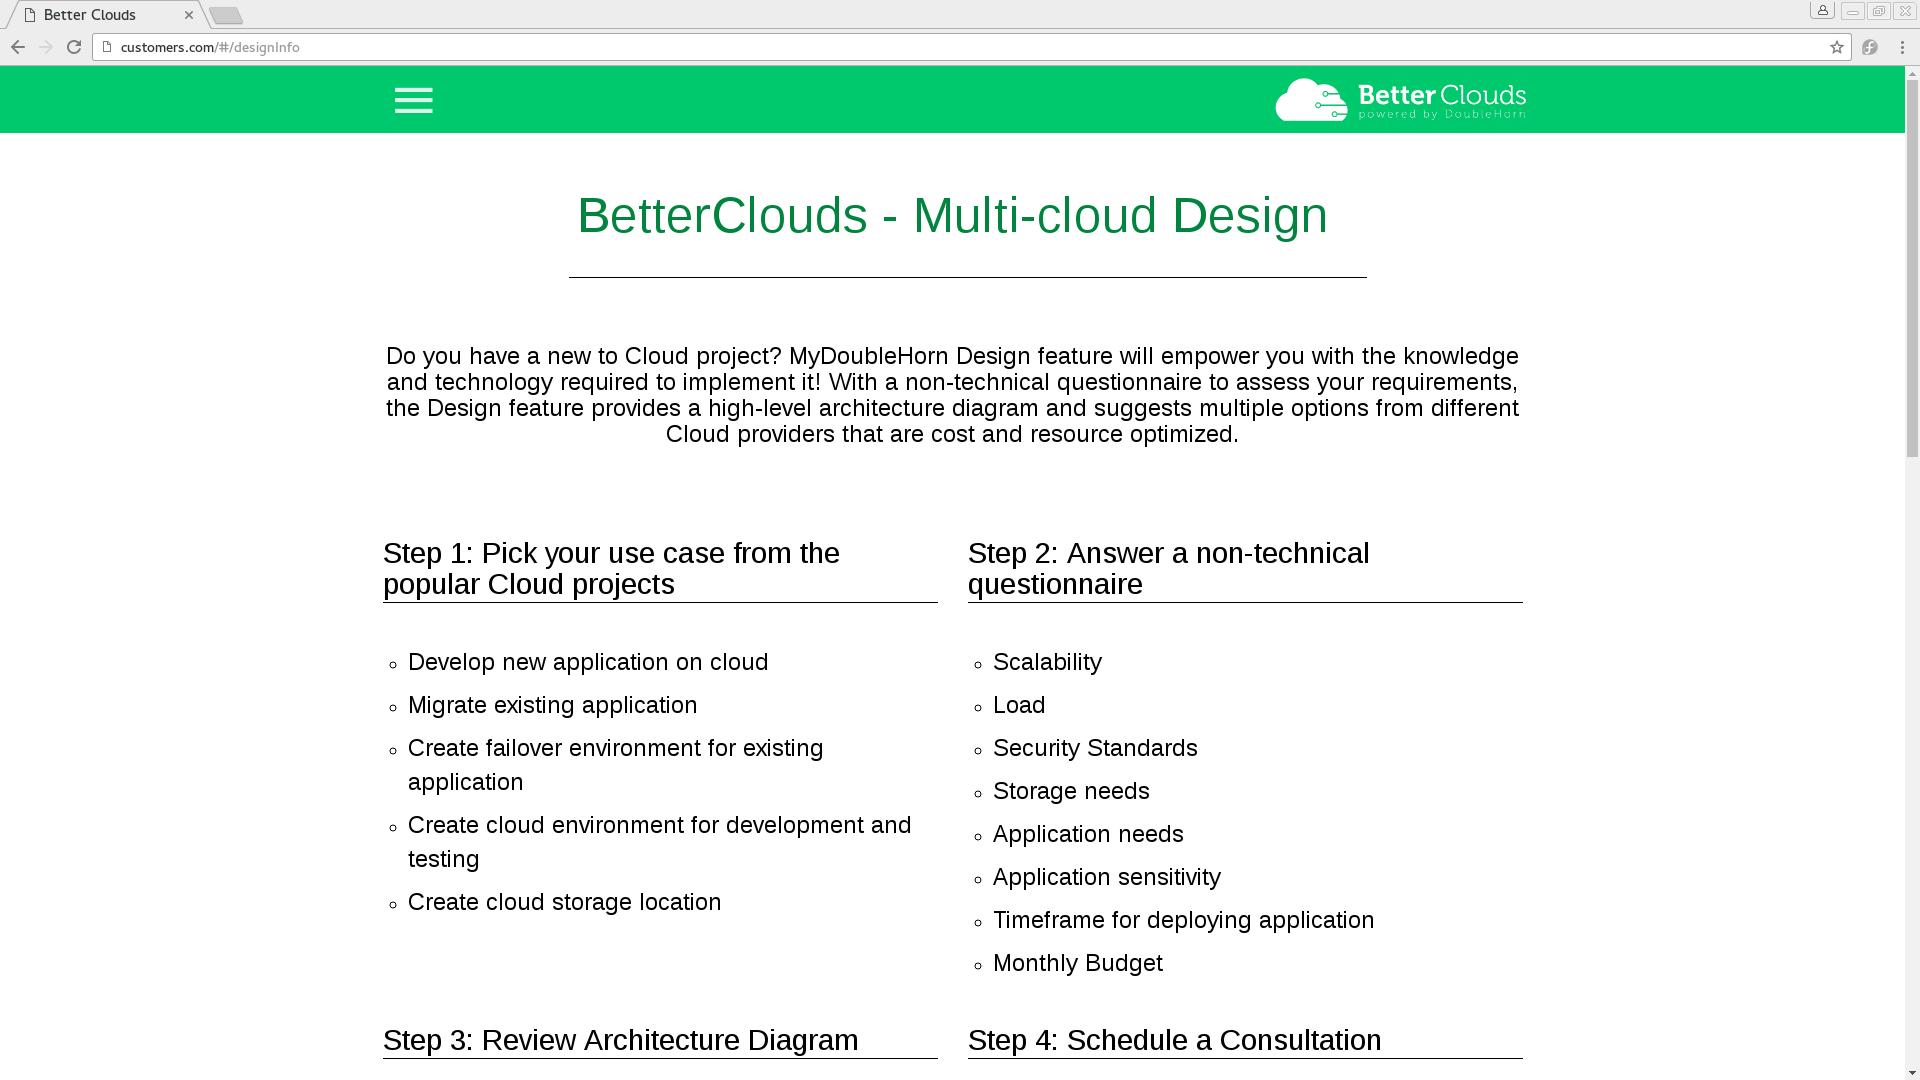 Better Clouds
customers.com/#/designInfo
Better Clouds
powered by DoubleHorn
BetterClouds - Multi-cloud Design
Do you have a new to Cloud project? MyDoubleHorn Design feature will empower you with the knowledge
and technology required to implement it! With a non-technical questionnaire to assess your requirements,
the Design feature provides a high-level architecture diagram and suggests multiple options from different
Cloud providers that are cost and resource optimized.
Step 1: Pick your use case from the
popular Cloud projects
Develop new application on cloud
Migrate existing application
Create failover environment for existing
application
Create cloud environment for development and
testing
Create cloud storage location
Step 2: Answer a non-technical
questionnaire
Scalability
Load
Security Standards
Storage needs
Application needs
Application sensitivity
Timeframe for deploying application
Monthly Budget
Step 3: Review Architecture Diagram
Step 4: Schedule a Consultation